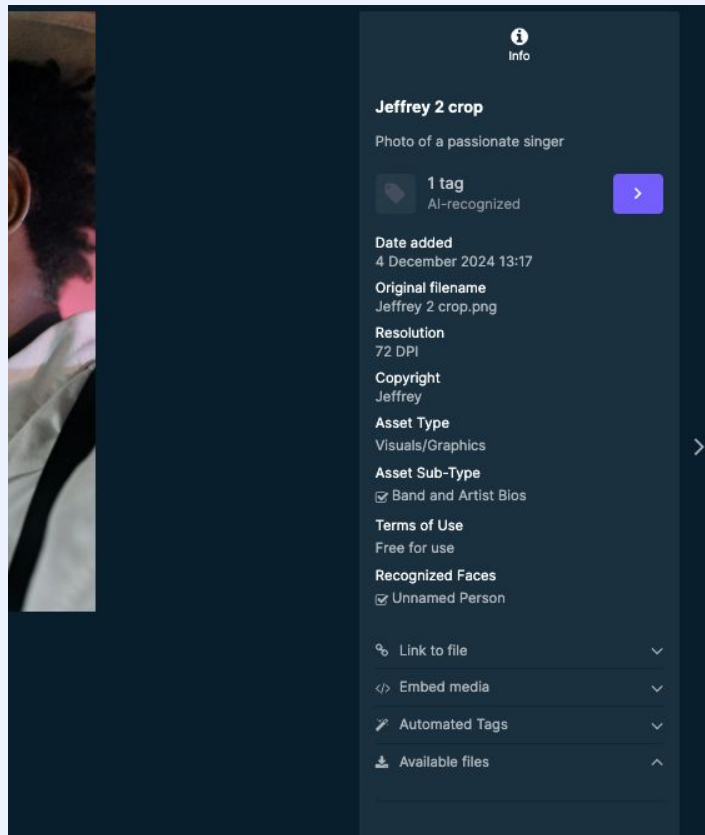 Info
Jeffrey 2 crop
Photo of a passionate singer
1 tag
AI-recognized
Date added
4 December 2024 13:17
Original filename
Jeffrey 2 crop.png
Resolution
72 DPI
Copyright
Jeffrey
Asset Type
Visuals/Graphics
Asset Sub-Type
Band and Artist Bios
Terms of Use
Free for use
Recognized Faces
Unnamed Person
Link to file
Embed media
Automated Tags
Available files